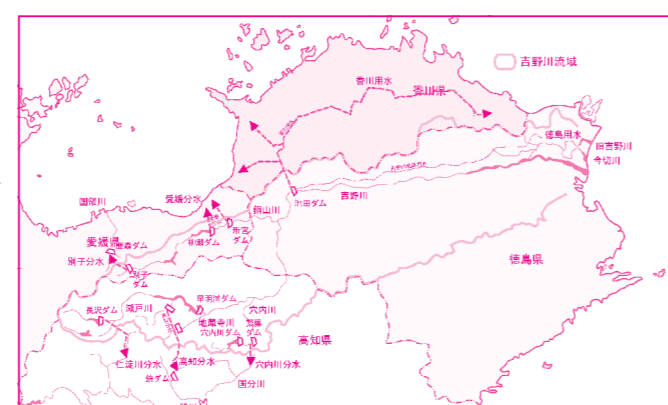 吉野川流域
香川用水
香川県
徳島用水
旧吉野川
今切川
吉野川
池田ダム
銅山川
愛媛分水
国領川
新宮
ダム
柳瀬ダム
愛媛県
鹿森ダム
別子分水
別子
ダム
徳島県
長沢ダム
瀬戸川
早明浦ダム
穴内川
地蔵寺川
穴内川ダム
ダム
高知県
仁淀川分水
高知分水
鏡ダム
穴内川分水
国分川